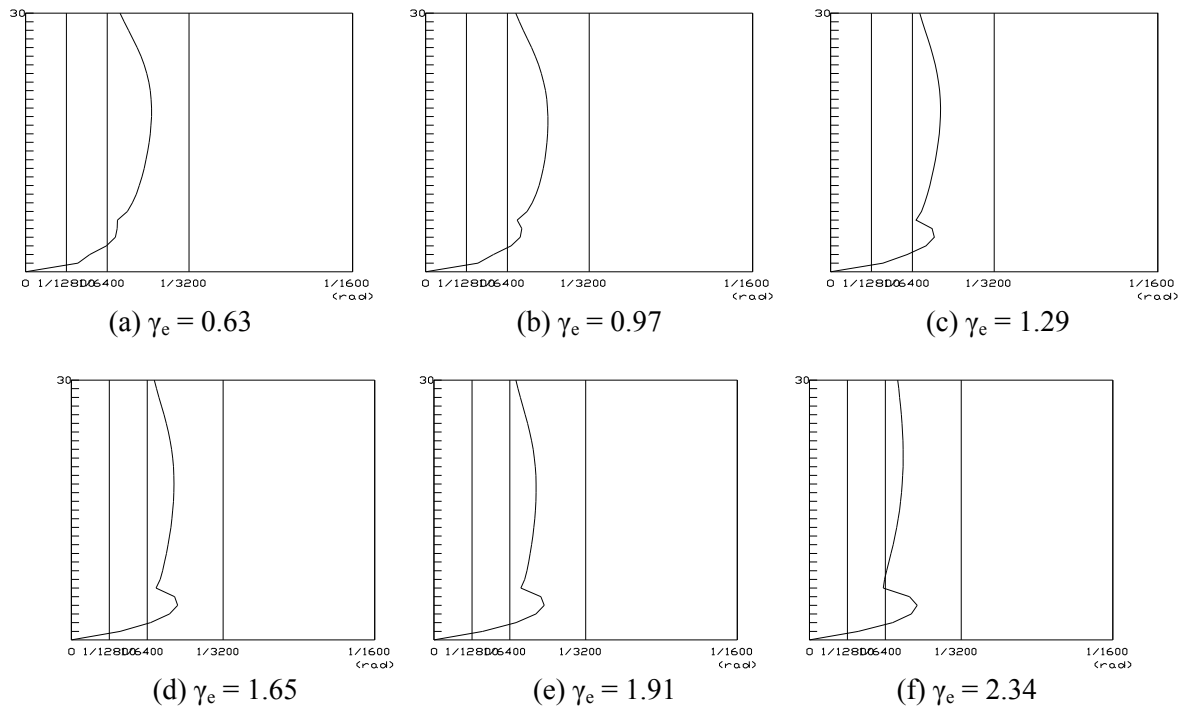 30
30
30
0 1/12800 1/6400 1/3200 1/1600
(rad)
0 1/12800 1/6400 1/3200 1/1600
(rad)
0 1/12800 1/6400 1/3200 1/1600
(rad)
(a) γe = 0.63
(b) γe = 0.97
(c) γe = 1.29
30
30
30
0 1/12800 1/6400 1/3200 1/1600
(rad)
0 1/12800 1/6400 1/3200 1/1600
(rad)
0 1/12800 1/6400 1/3200 1/1600
(rad)
(d) γe = 1.65
(e) γe = 1.91
(f) γe = 2.34